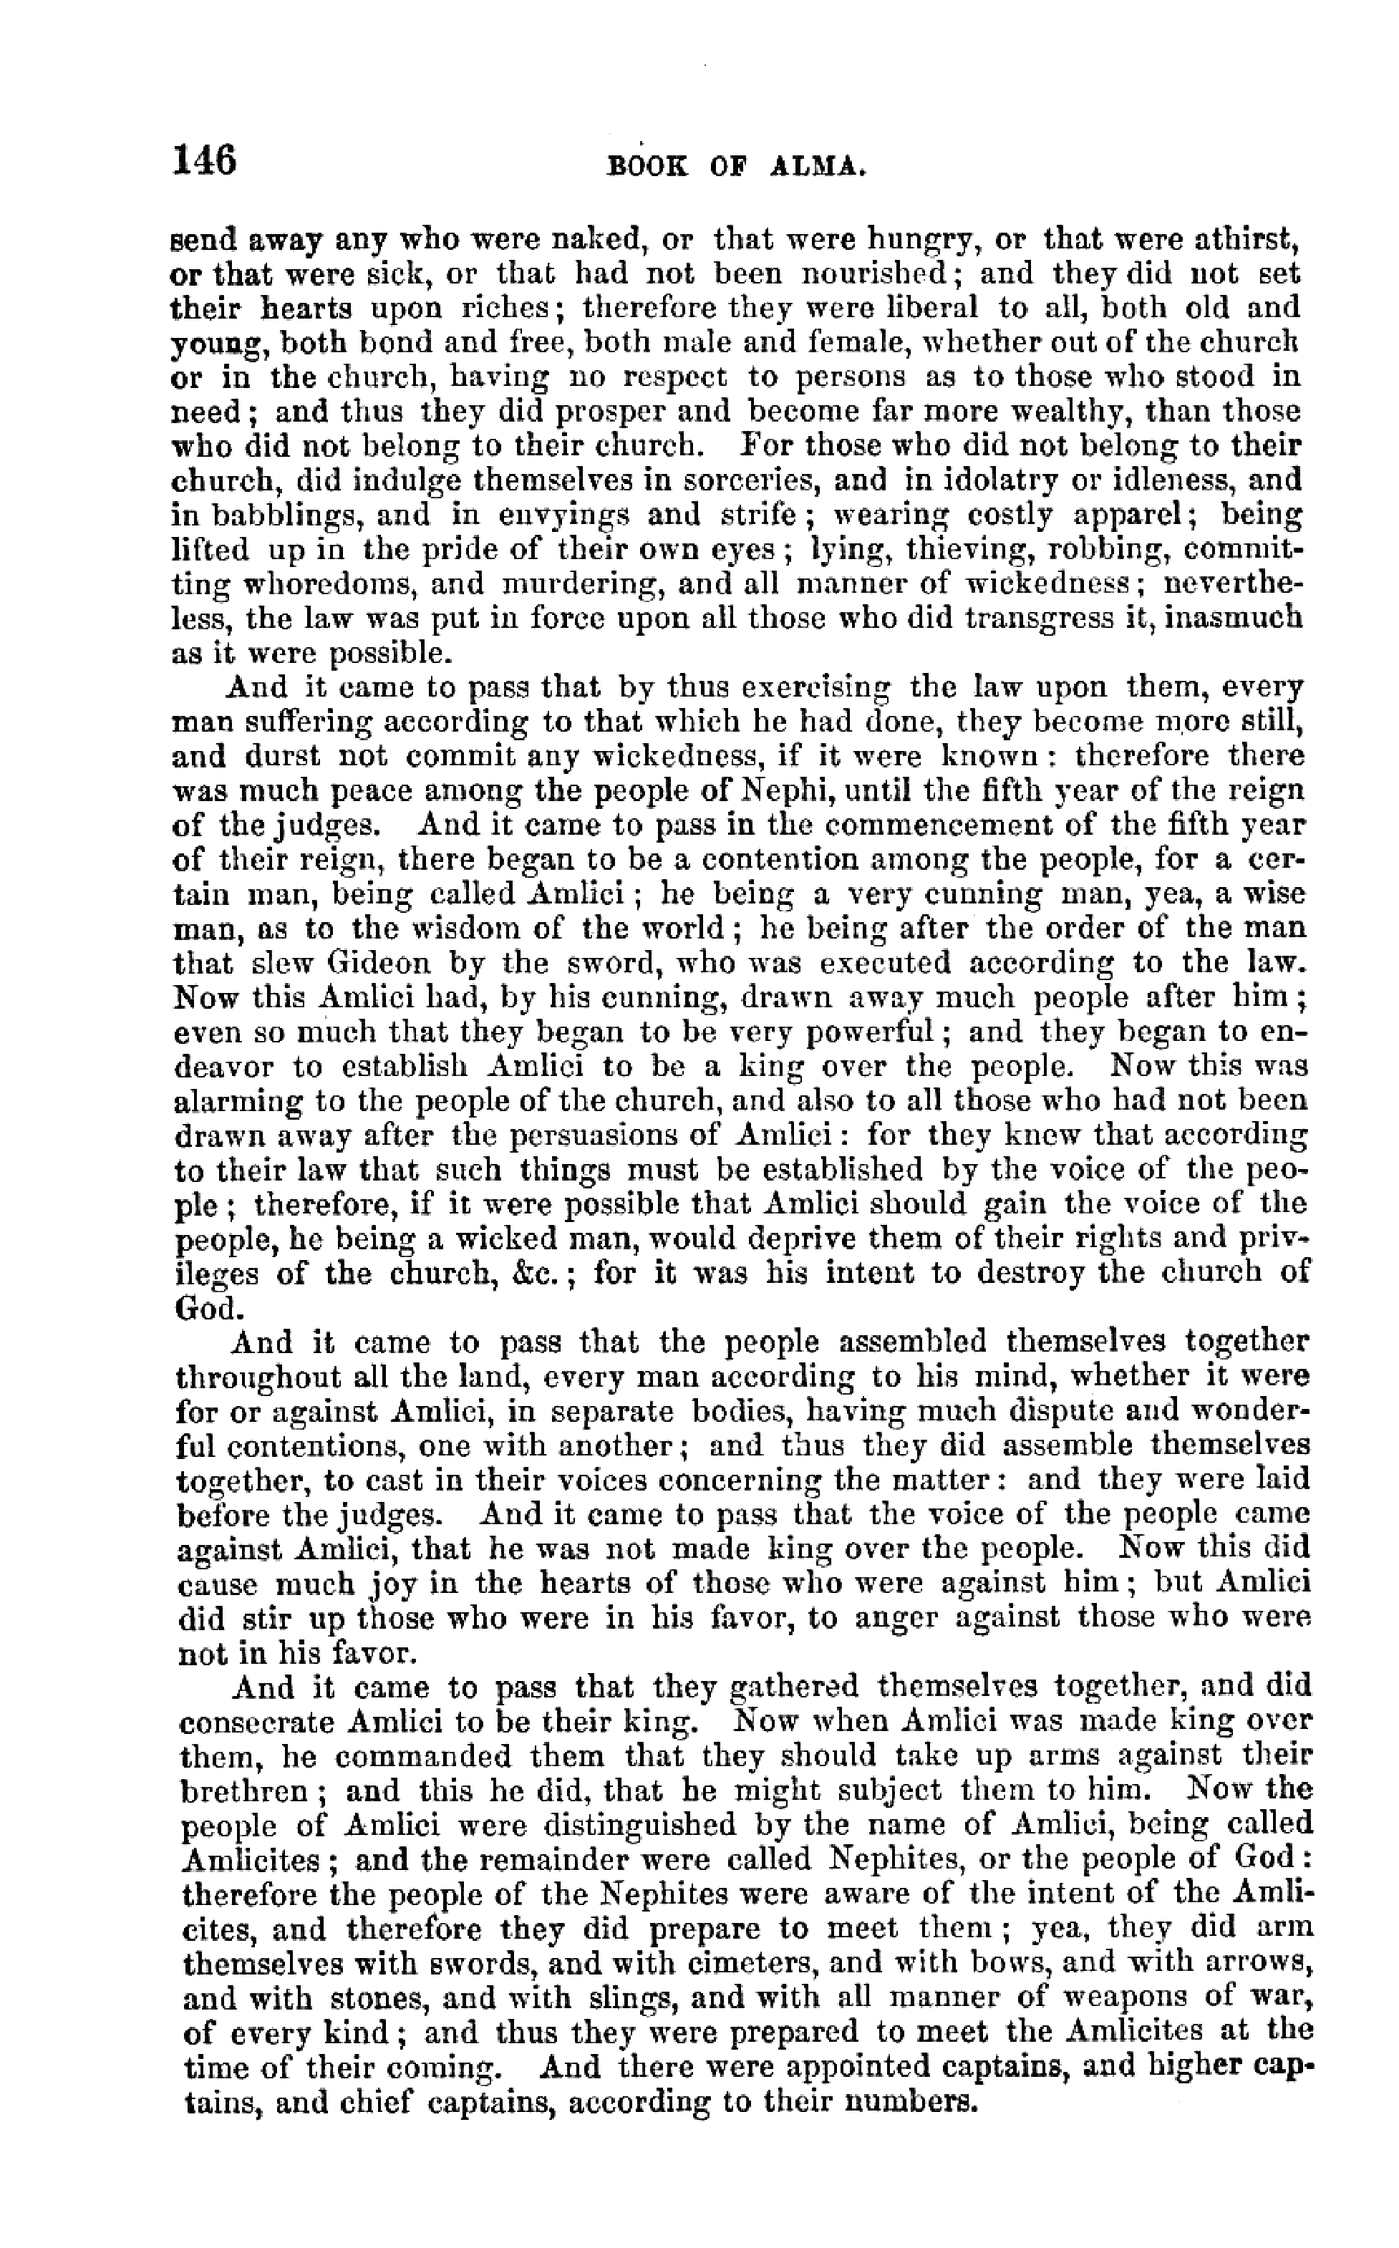 146 BOOK OF ALMA.
send away any who were naked, or that were hungry, or that were athirst,
or that were sick, or that had not been nourished; and they did not set
their hearts upon riches; therefore they were liberal to all, both old and
young, both bond and free, both male and female, whether out of the church
or in the church, having no respect to persons as to those who stood in
need; and thus they did prosper and become far more wealthy, than those
who did not belong to their church. For those who did not belong to their
church, did indulge themselves in sorceries, and in idolatry or idleness, and
in babblings, and in envyings and strife; wearing costly apparel; being
lifted up in the pride of their own eyes; lying, thieving, robbing, commit-
ting whoredoms, and murdering, and all manner of wickedness; neverthe-
less, the law was put in force upon all those who did transgress it, inasmuch
as it were possible.
And it came to pass that by thus exercising the law upon them, every
man suffering according to that which he had done, they become more still,
and durst not commit any wickedness, if it were known: therefore there
was much peace among the people of Nephi, until the fifth year of the reign
of the judges. And it came to pass in the commencement of the fifth year
of their reign, there began to be a contention among the people, for a cer-
tain man, being called Amlici; he being a very cunning man, yea, a wise
man, as to the wisdom of the world; he being after the order of the man
that slew Gideon by the sword, who was executed according to the law.
Now this Amlici had, by his cunning, drawn away much people after him;
even so much that they began to be very powerful; and they began to en-
deavor to establish Amlici to be a king over the people. Now this was
alarming to the people of the church, and also to all those who had not been
drawn away after the persuasions of Amlici: for they knew that according
to their law that such things must be established by the voice of the peo-
ple; therefore, if it were possible that Amlici should gain the voice of the
people, he being a wicked man, would deprive them of their rights and priv-
ileges of the church, &c.; for it was his intent to destroy the church of
God.
And it came to pass that the people assembled themselves together
throughout all the land, every man according to his mind, whether it were
for or against Amlici, in separate bodies, having much dispute and wonder-
ful contentions, one with another; and thus they did assemble themselves
together, to cast in their voices concerning the matter: and they were laid
before the judges. And it came to pass that the voice of the people came
against Amlici, that he was not made king over the people. Now this did
cause much joy in the hearts of those who were against him; but Amlici
did stir up those who were in his favor, to anger against those who were
not in his favor.
And it came to pass that they gathered themselves together, and did
consecrate Amlici to be their king. Now when Amlici was made king over
them, he commanded them that they should take up arms against their
brethren; and this he did, that he might subject them to him. Now the
people of Amlici were distinguished by the name of Amlici, being called
Amlicites; and the remainder were called Nephites, or the people of God:
therefore the people of the Nephites were aware of the intent of the Amli-
cites, and therefore they did prepare to meet them; yea, they did arm
themselves with swords, and with cimeters, and with bows, and with arrows,
and with stones, and with slings, and with all manner of weapons of war,
of every kind; and thus they were prepared to meet the Amlicites at the
time of their coming. And there were appointed captains, and higher cap-
tains, and chief captains, according to their numbers.